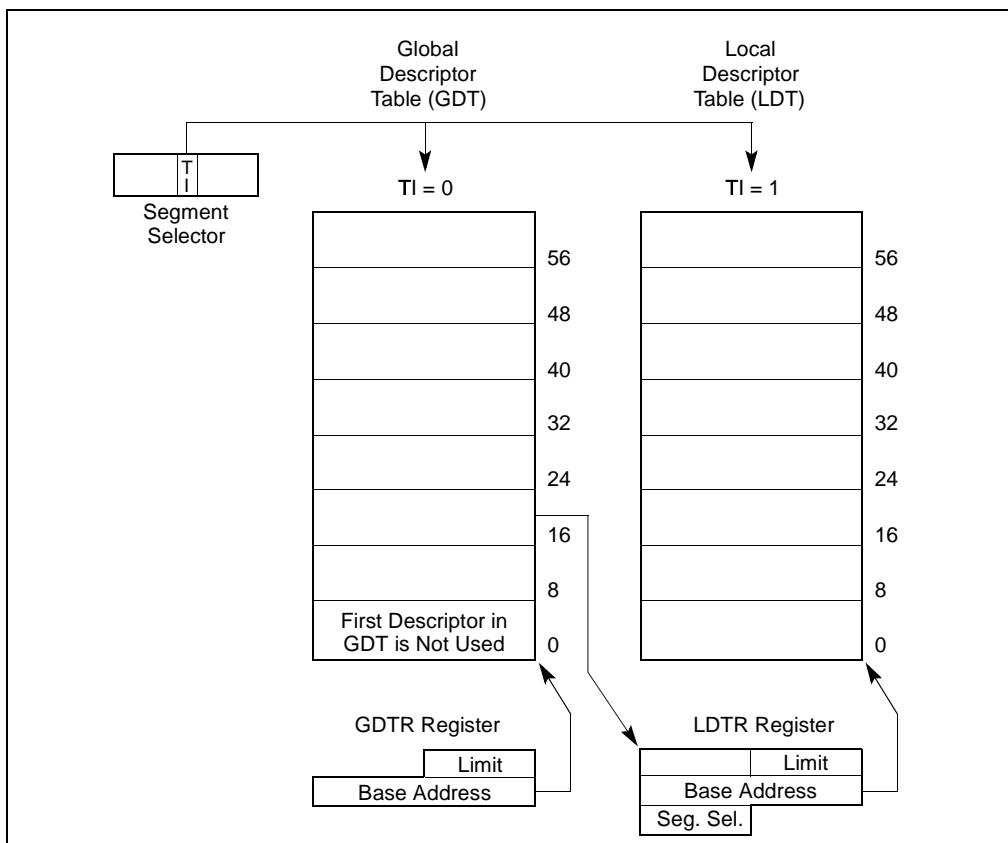 Global
Descriptor
Table (GDT)
Local
Descriptor
Table (LDT)
T
I
Segment
Selector
TI = 0
TI = 1
56
48
40
32
24
16
8
0
First Descriptor in
GDT is Not Used
56
48
40
32
24
16
8
0
GDTR Register
Limit
Base Address
LDTR Register
Limit
Base Address
Seg. Sel.